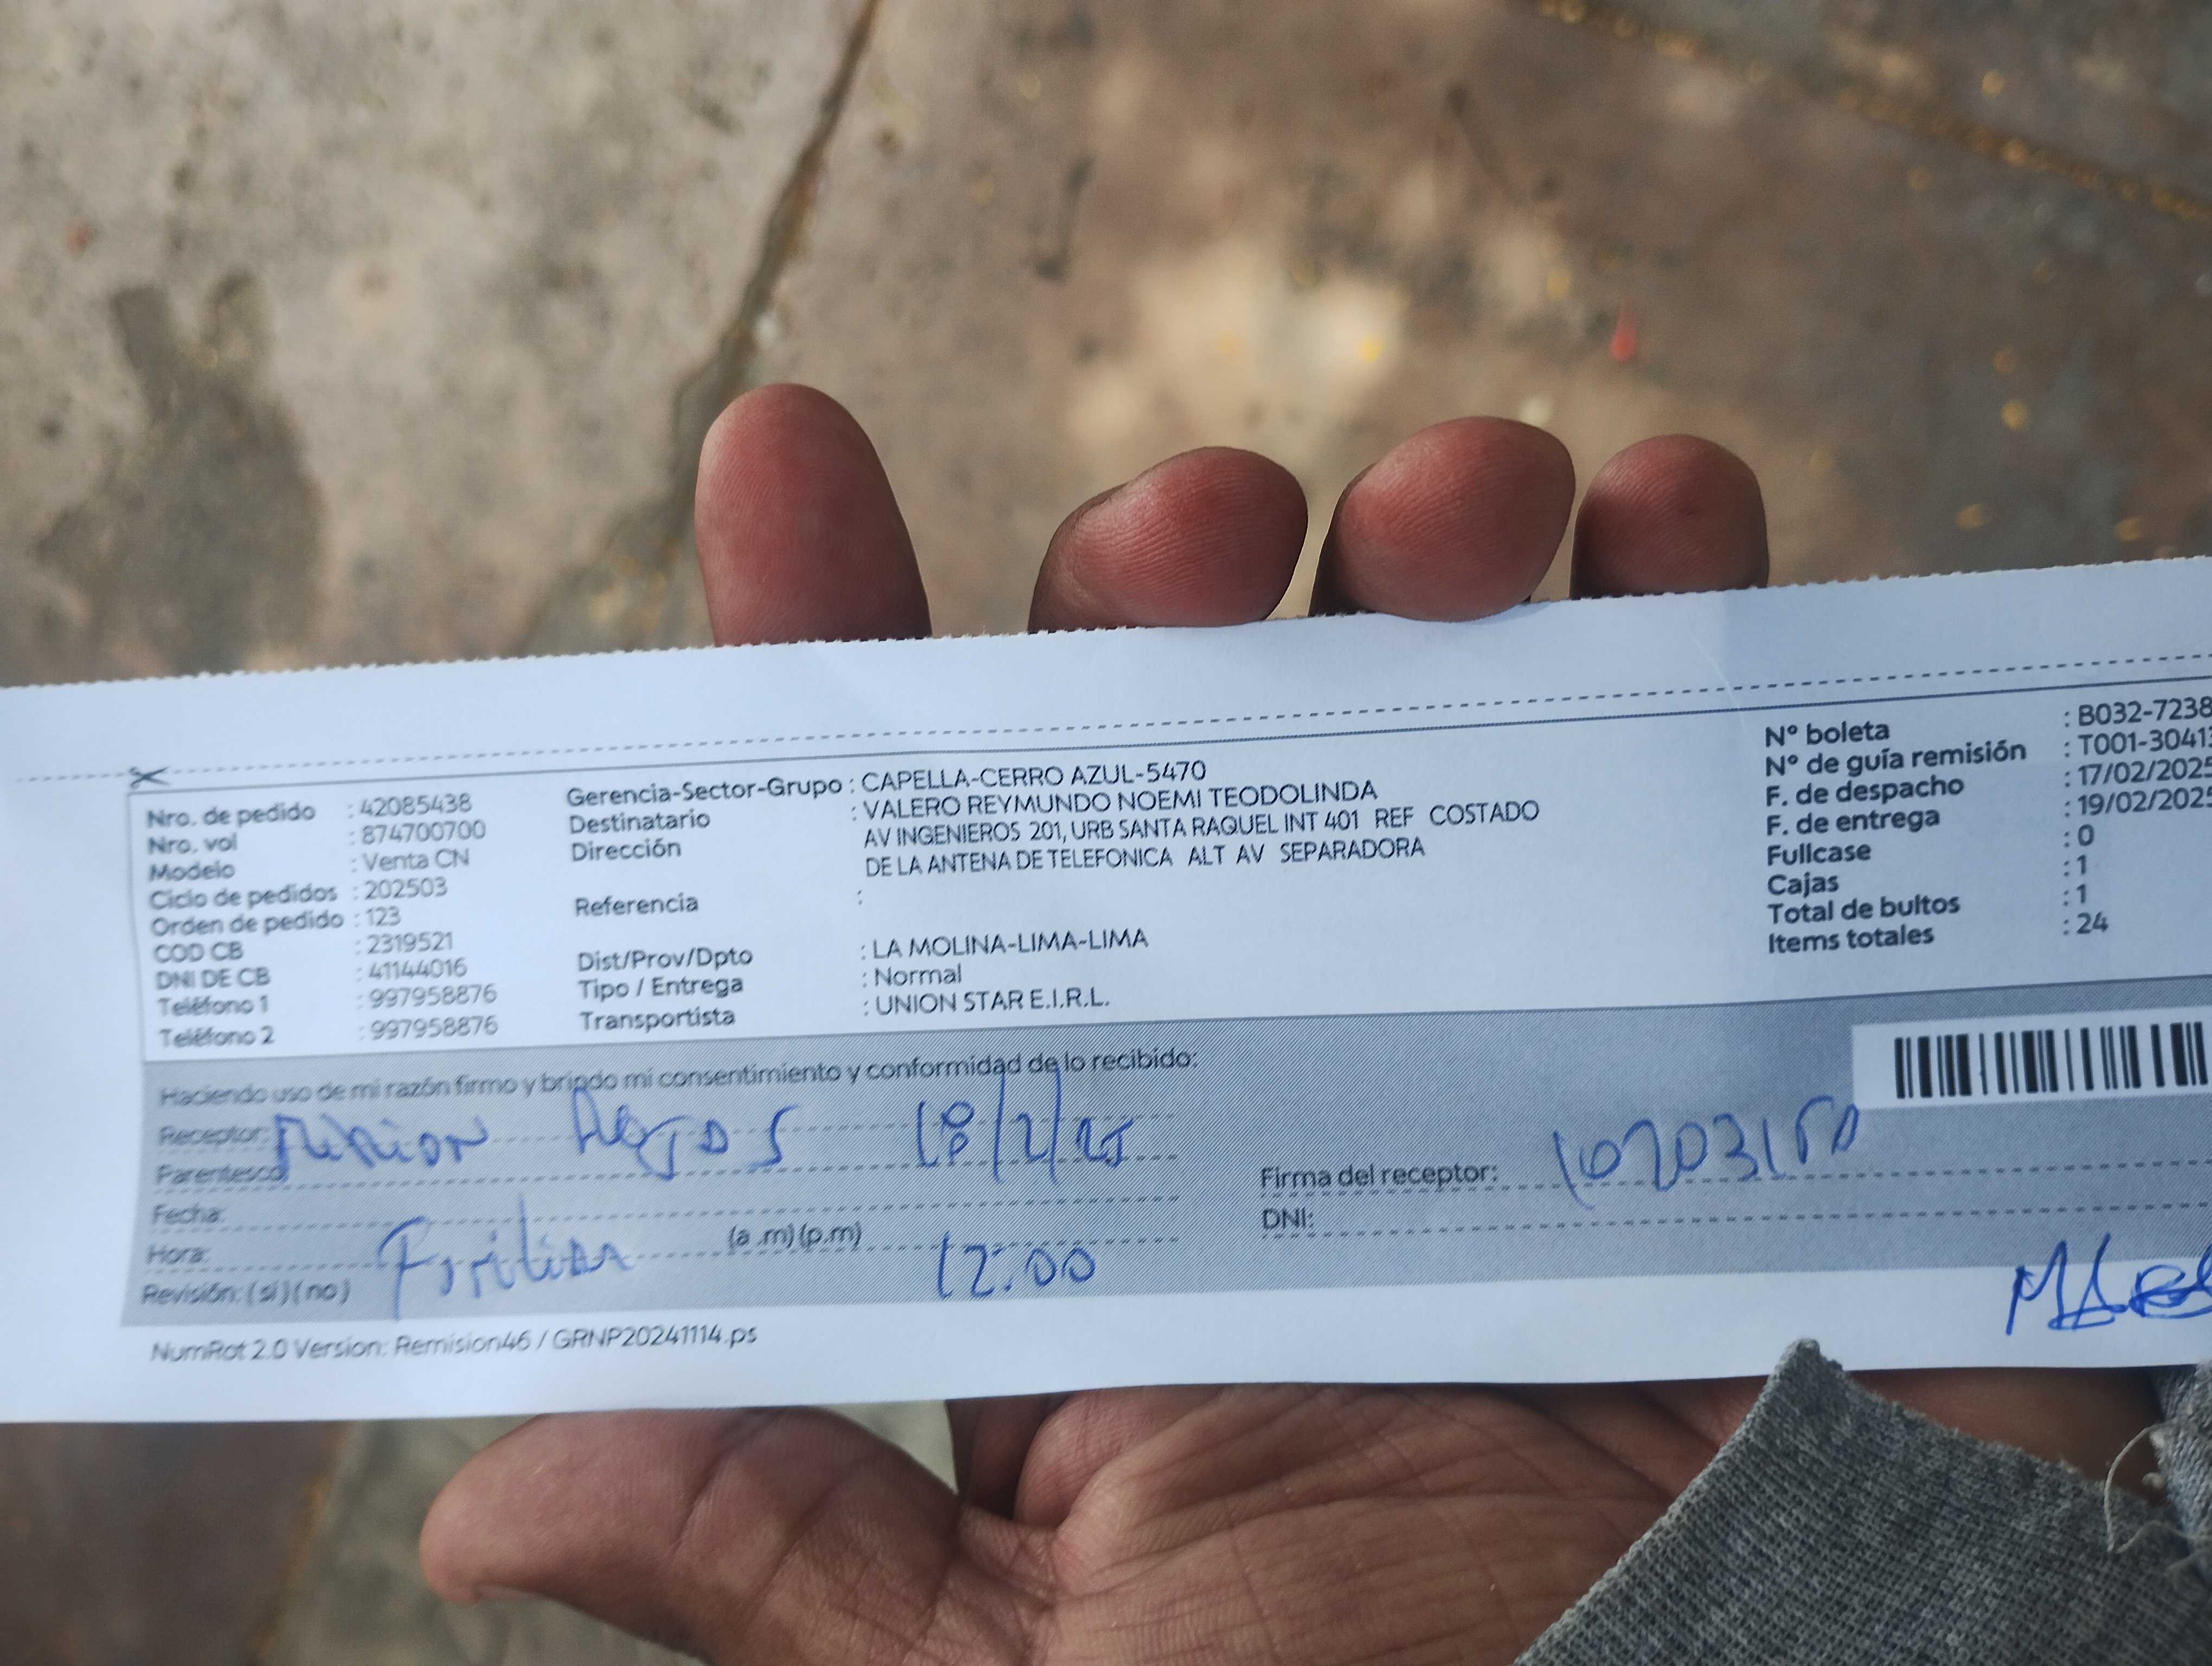 Nro. de pedido : 42085438
Nro. vol : 874700700
Modelo : Venta CN
Ciclo de pedidos : 202503
Orden de pedido : 123
COD CB : 2319521
DNI DE CB : 41144016
Teléfono 1 : 997958876
Teléfono 2 : 997958876
Gerencia-Sector-Grupo : CAPELLA-CERRO AZUL-5470
Destinatario : VALERO REYMUNDO NOEMI TEODOLINDA
Dirección AV INGENIEROS 201, URB SANTA RAQUEL INT 401 REF COSTADO
DE LA ANTENA DE TELEFONICA ALT AV SEPARADORA
Referencia :
Dist/Prov/Dpto : LA MOLINA-LIMA-LIMA
Tipo / Entrega : Normal
Transportista : UNION STAR E.I.R.L.
N° boleta : B032-7238
N° de guía remisión : T001-3041
F. de despacho : 17/02/2025
F. de entrega : 19/02/2025
Fullcase : 0
Cajas : 1
Total de bultos : 1
Items totales : 24
Haciendo uso de mi razón firmo y brindo mi consentimiento y conformidad de lo recibido:
Receptor:
Parentesco:
Fecha:
Hora: (a .m) (p.m) 12:00
Revisión: (si) (no)
Firma del receptor:
DNI:
NumRot 2.0 Version: Remision46 / GRNP20241114.ps